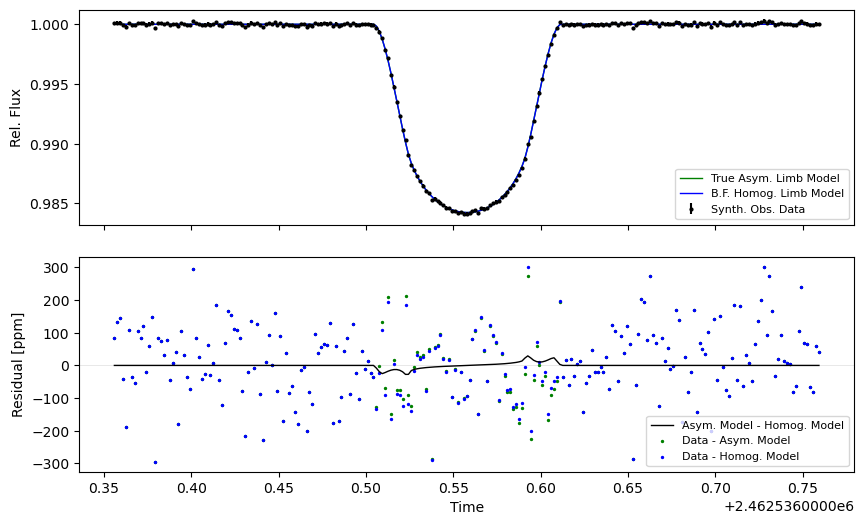 1.000
0.995
0.990
0.985
Rel. Flux
True Asym. Limb Model
B.F. Homog. Limb Model
Synth. Obs. Data
300
200
100
0
−100
−200
−300
Residual [ppm]
Asym. Model - Homog. Model
Data - Asym. Model
Data - Homog. Model
0.35 0.40 0.45 0.50 0.55 0.60 0.65 0.70 0.75
Time
+2.4625360000e6